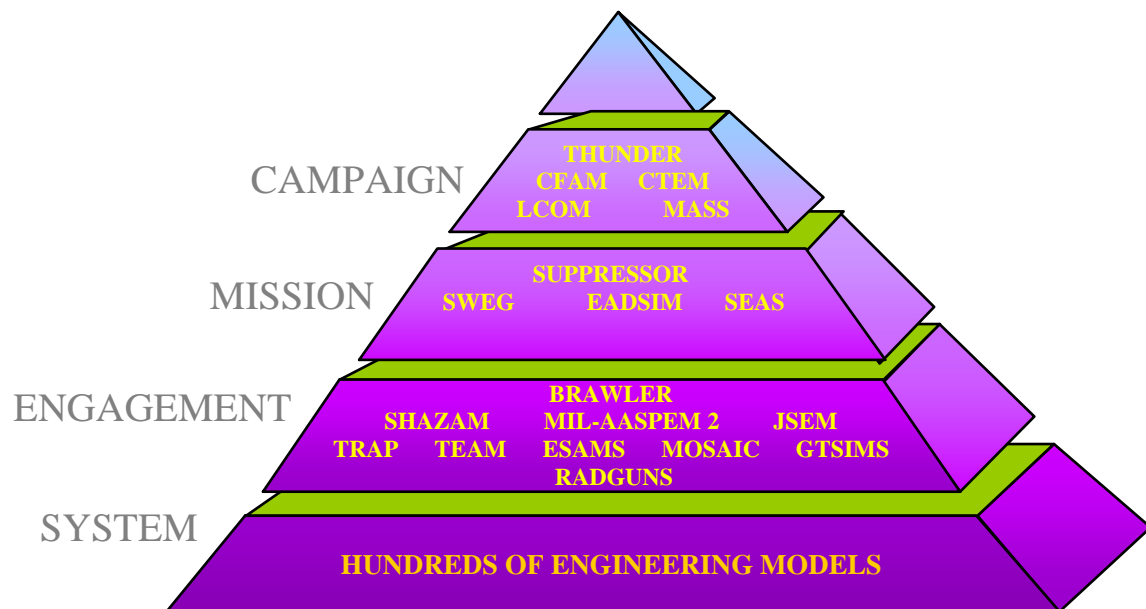 CAMPAIGN
THUNDER
CFAM CTEM
LCOM MASS
MISSION
SUPPRESSOR
SWEG EADSIM SEAS
ENGAGEMENT
BRAWLER
SHAZAM MIL-AASPEM 2 JSEM
TRAP TEAM ESAMS MOSAIC GTSIMS
RADGUNS
SYSTEM
HUNDREDS OF ENGINEERING MODELS